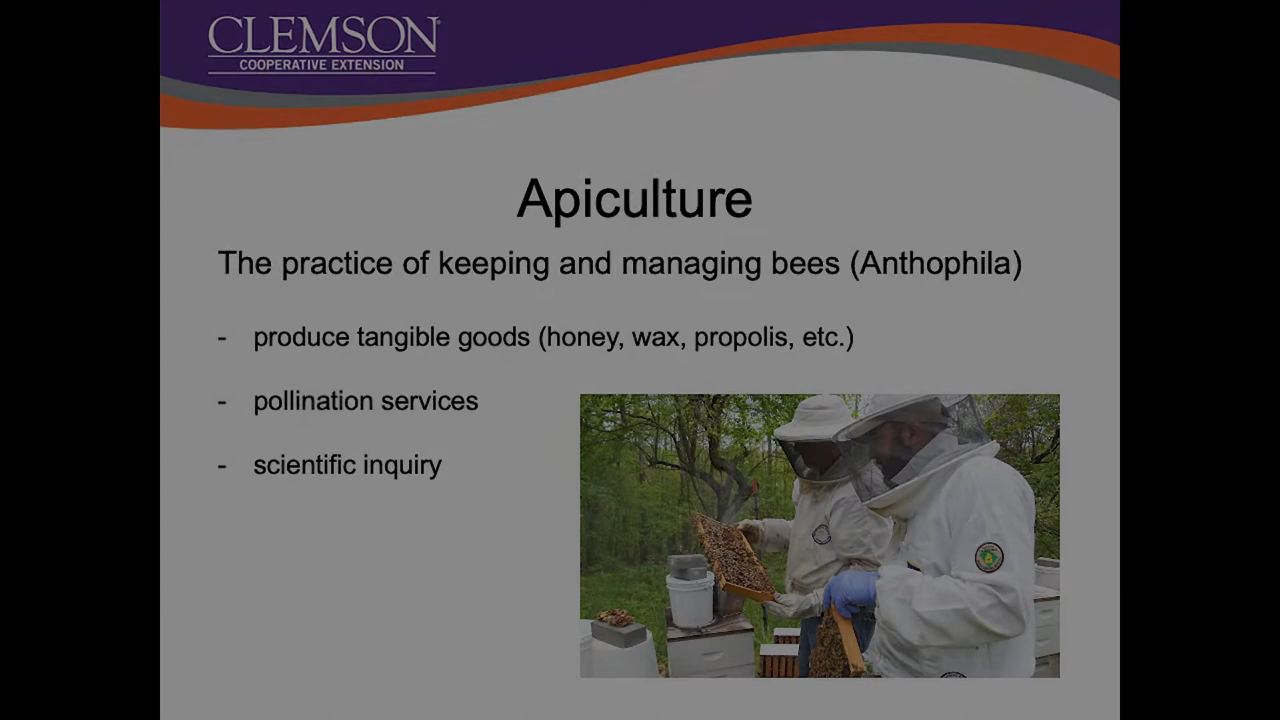 CLEMSON
COOPERATIVE EXTENSION
Apiculture
The practice of keeping and managing bees (Anthophila)
- produce tangible goods (honey, wax, propolis, etc.)
- pollination services
- scientific inquiry